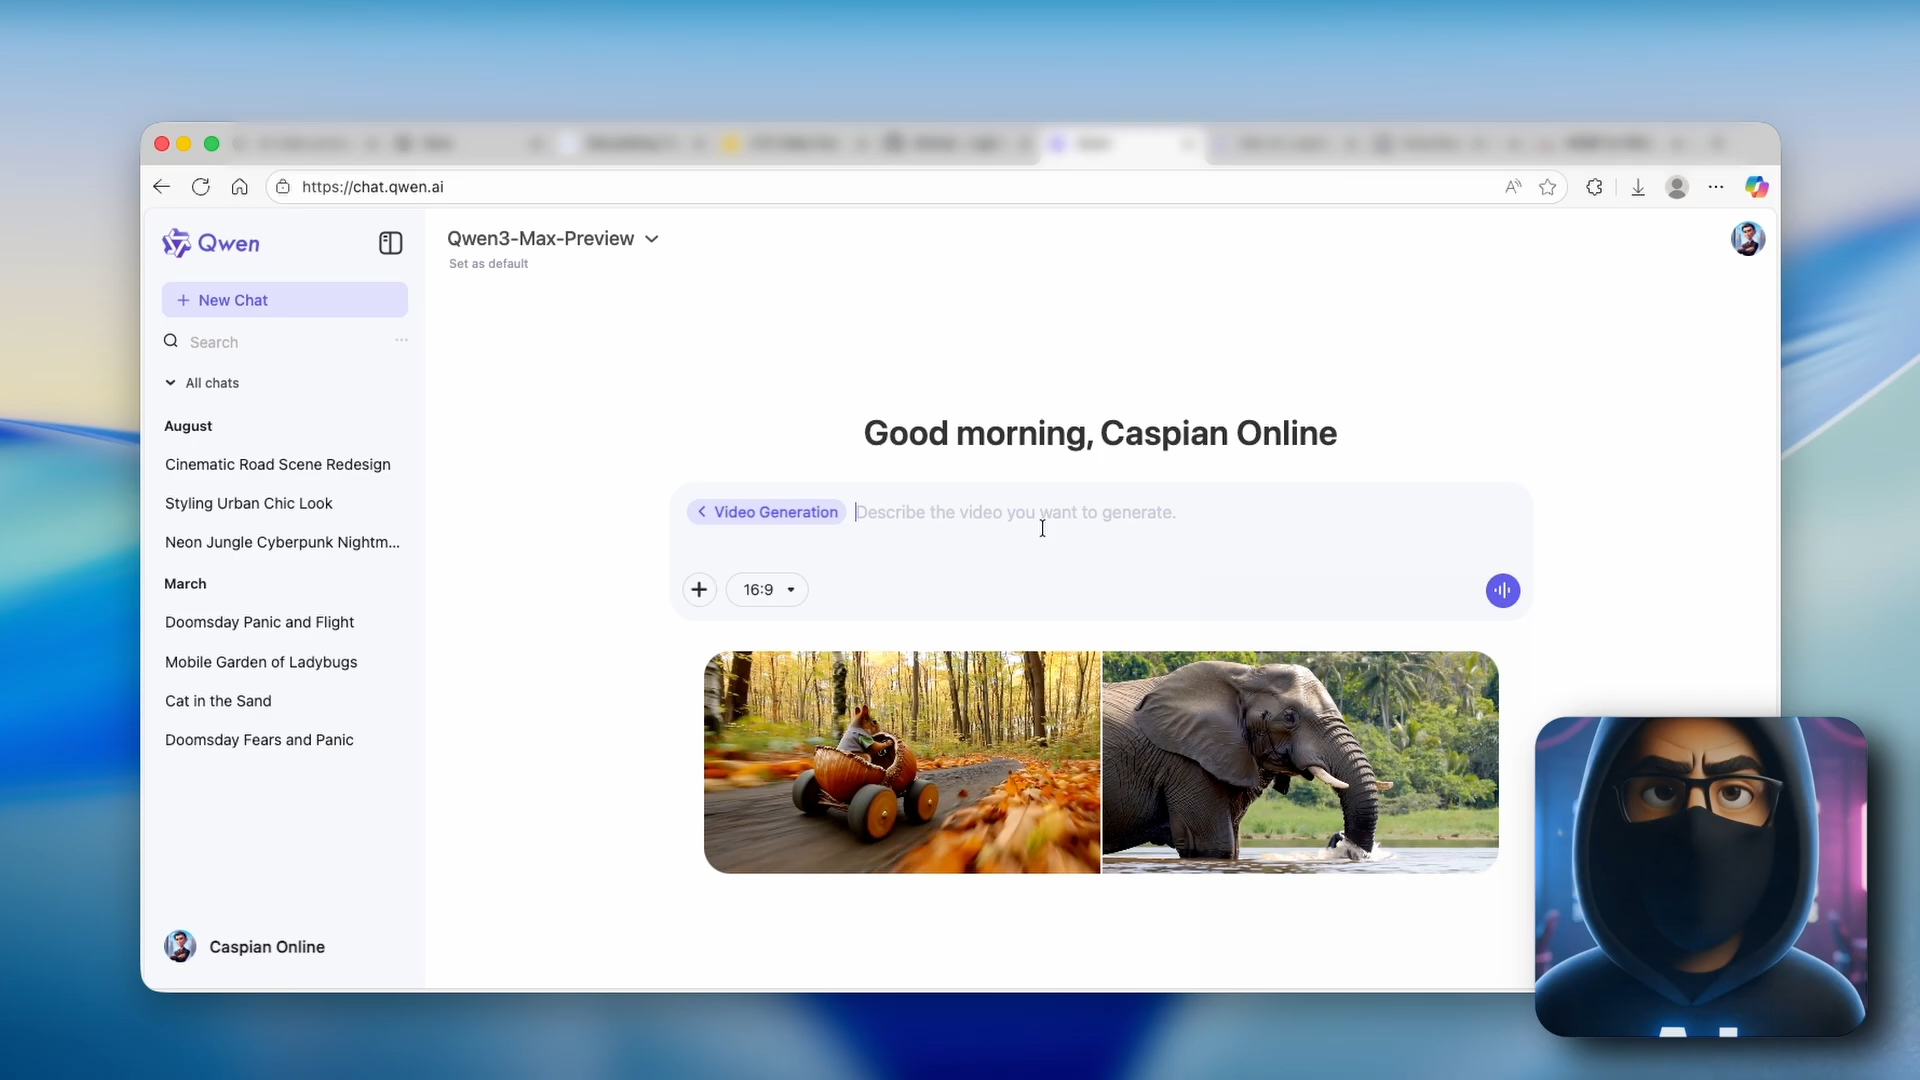 https://chat.qwen.ai
Qwen
Qwen3-Max-Preview
Set as default
New Chat
Search
All chats
August
Cinematic Road Scene Redesign
Styling Urban Chic Look
Neon Jungle Cyberpunk Nightm...
March
Doomsday Panic and Flight
Mobile Garden of Ladybugs
Cat in the Sand
Doomsday Fears and Panic
Caspian Online
Good morning, Caspian Online
Video Generation
Describe the video you want to generate.
16:9